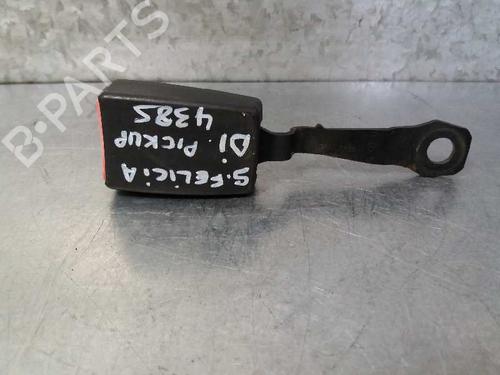 B-PARTS
S.FELICIA
PICKUP
DI
4385